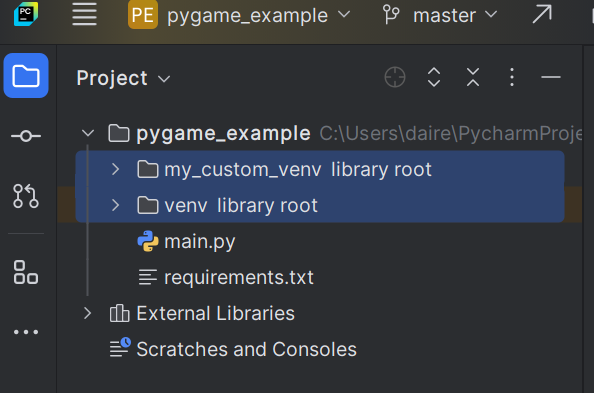 PC PE pygame_example master
Project
pygame_example C:\Users\daire\PycharmProje
my_custom_venv library root
venv library root
main.py
requirements.txt
External Libraries
Scratches and Consoles